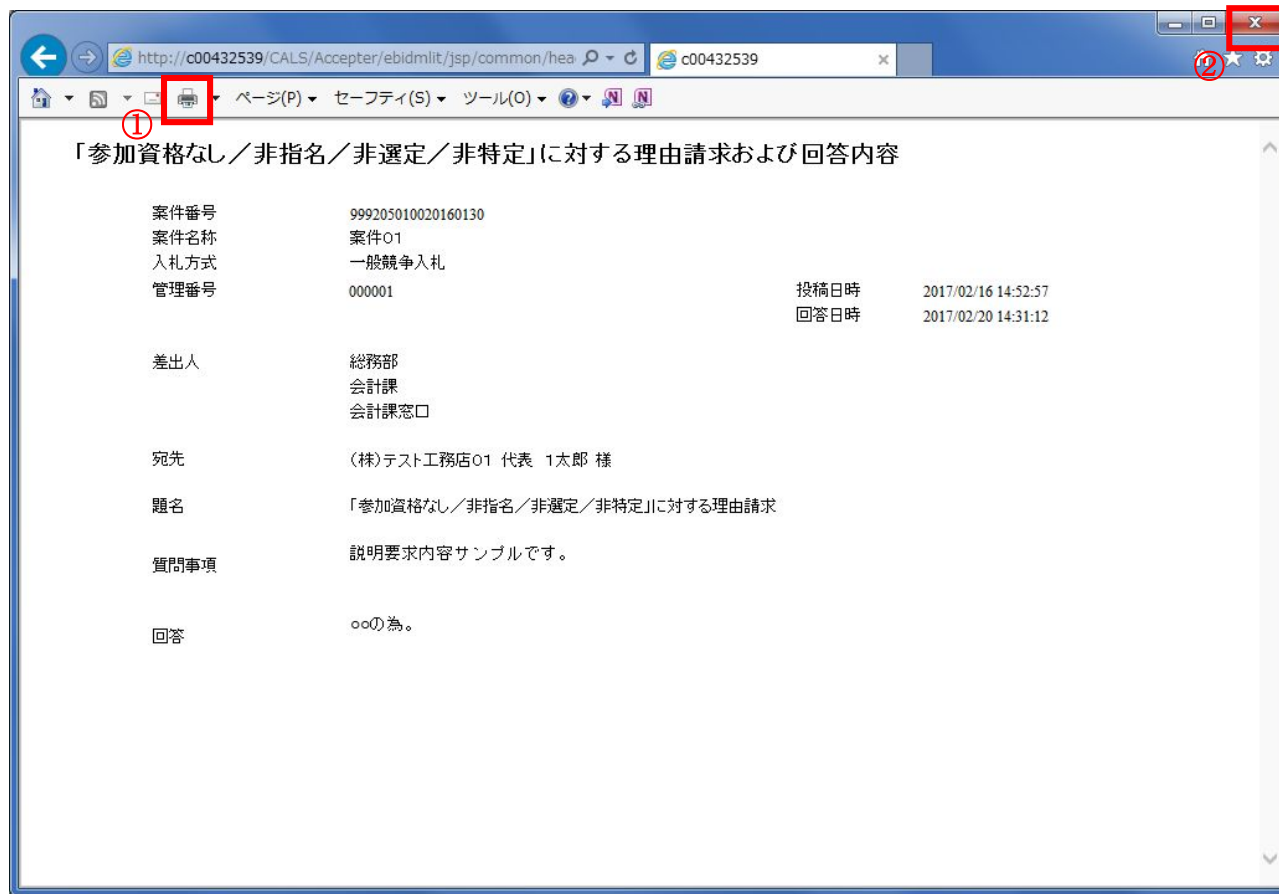 http://c00432539/CALS/Accepter/ebidmlit/jsp/common/hea
c00432539
②
ページ(P) セーフティ(S) ツール(O)
①
「参加資格なし／非指名／非選定／非特定」に対する理由請求および回答内容
案件番号 999205010020160130
案件名称 案件01
入札方式 一般競争入札
管理番号 000001 投稿日時 2017/02/16 14:52:57
回答日時 2017/02/20 14:31:12
差出人 総務部
会計課
会計課窓口
宛先 (株)テスト工務店01 代表 1太郎 様
題名 「参加資格なし／非指名／非選定／非特定」に対する理由請求
質問事項 説明要求内容サンプルです。
回答 ○○の為。